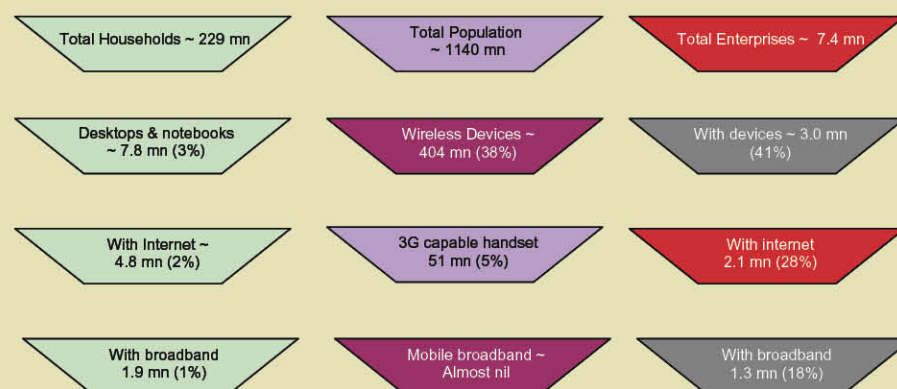 Total Households ~ 229 mn
Total Population
~ 1140 mn
Total Enterprises ~ 7.4 mn
Desktops & notebooks
~ 7.8 mn (3%)
Wireless Devices ~
404 mn (38%)
With devices ~ 3.0 mn
(41%)
With Internet ~
4.8 mn (2%)
3G capable handset
51 mn (5%)
With internet
2.1 mn (28%)
With broadband
1.9 mn (1%)
Mobile broadband ~
Almost nil
With broadband
1.3 mn (18%)